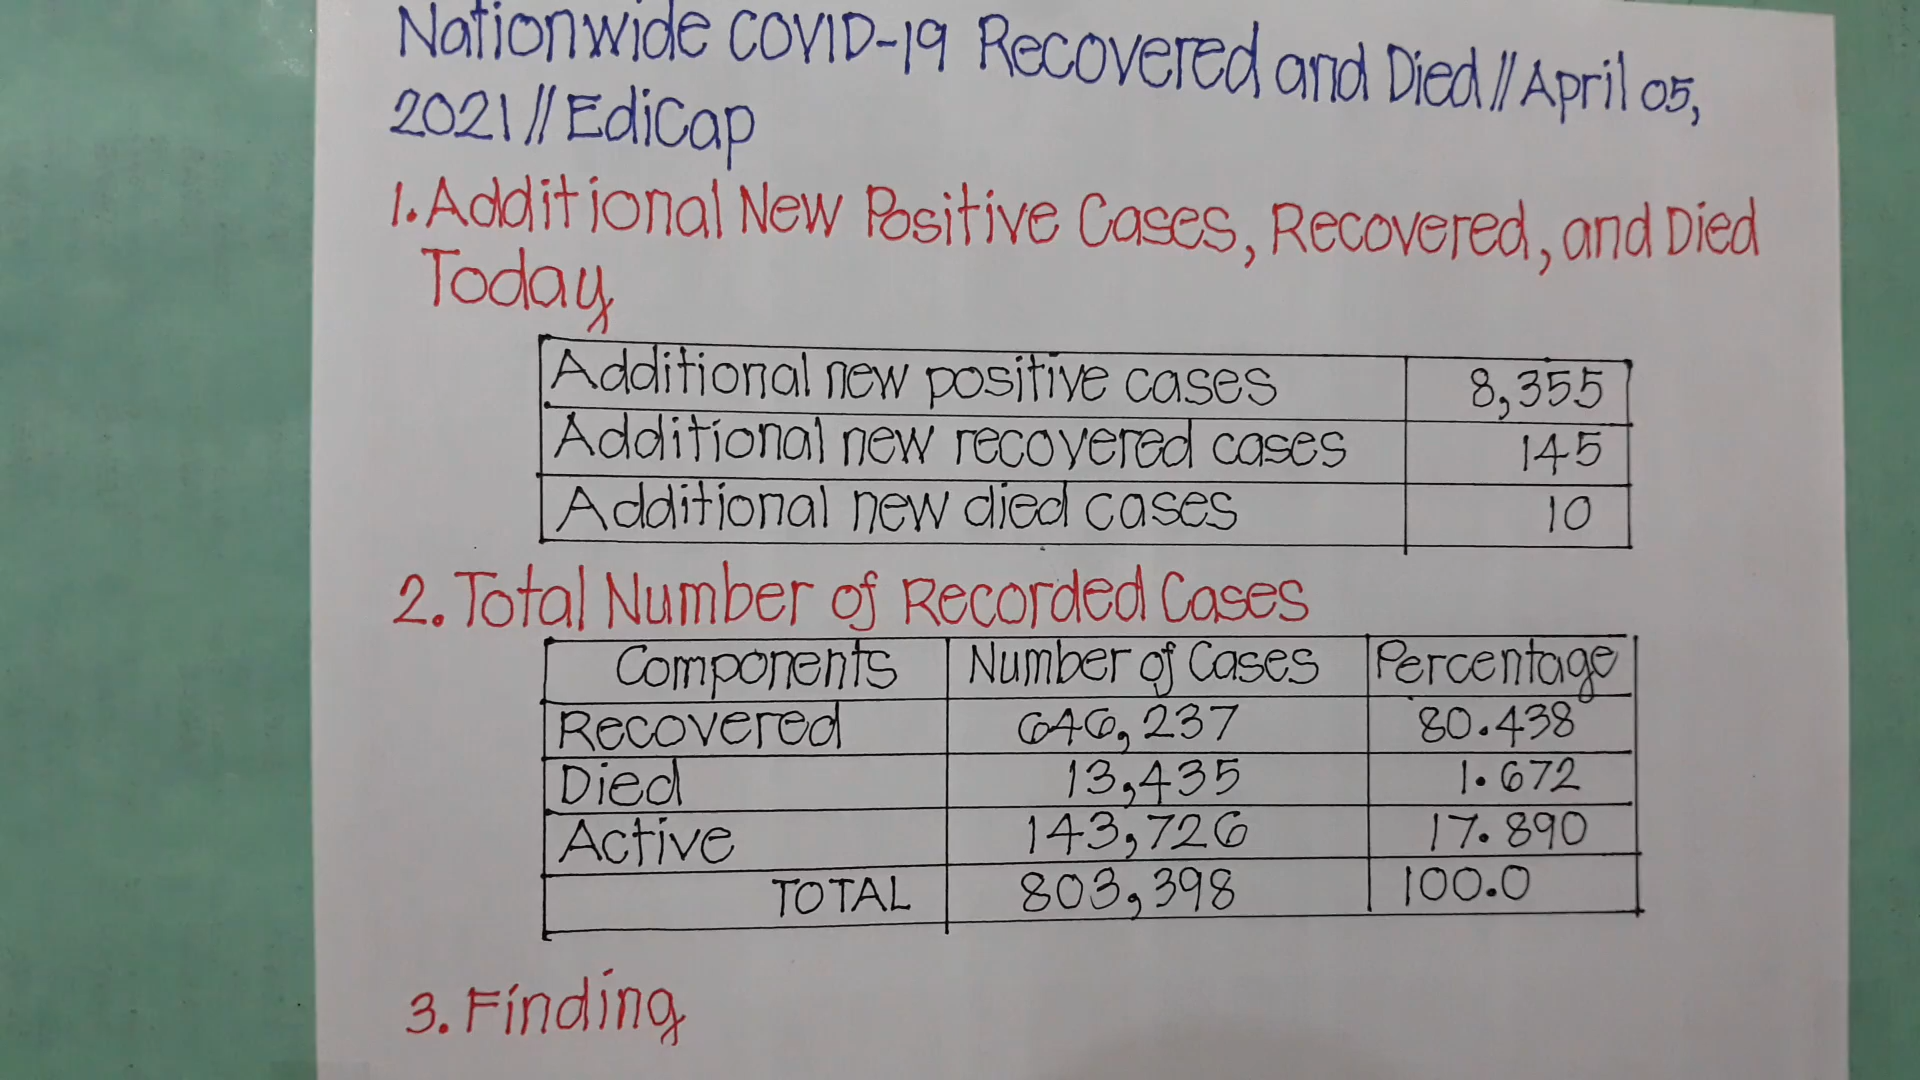 Nationwide COVID-19 Recovered and Died // April 05,
2021 // EdiCap
1. Additional New Positive Cases, Recovered, and Died
Today
Additional new positive cases 8,355
Additional new recovered cases 145
Additional new died cases 10
2. Total Number of Recorded Cases
Components Number of Cases Percentage
Recovered 646,237 80.438
Died 13,435 1.672
Active 143,726 17.890
TOTAL 803,398 100.0
3. Finding